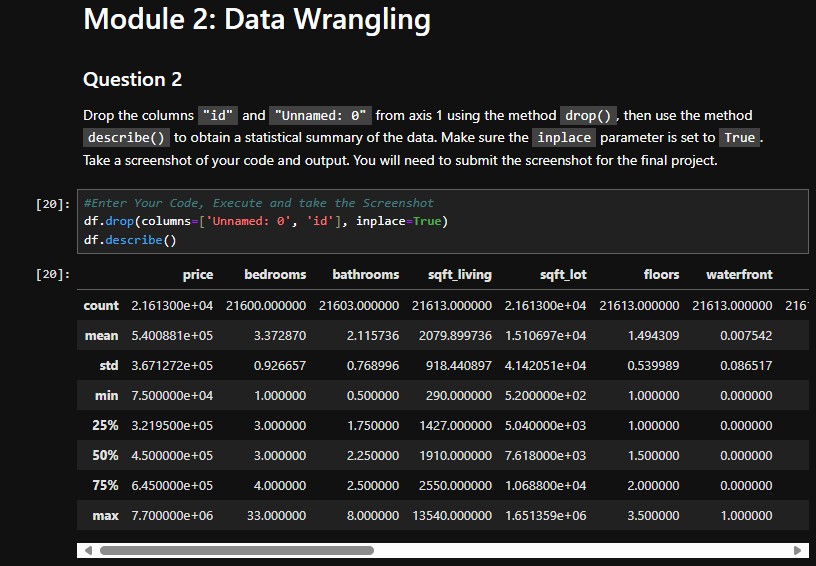 Module 2: Data Wrangling
Question 2
Drop the columns "id" and "Unnamed: 0" from axis 1 using the method drop(), then use the method
describe() to obtain a statistical summary of the data. Make sure the inplace parameter is set to True.
Take a screenshot of your code and output. You will need to submit the screenshot for the final project.
[20]: #Enter Your Code, Execute and take the Screenshot
df.drop(columns=['Unnamed: 0', 'id'], inplace=True)
df.describe()
[20]: price bedrooms bathrooms sqft_living sqft_lot floors waterfront
count 2.161300e+04 21600.000000 21603.000000 21613.000000 2.161300e+04 21613.000000 21613.000000 216
mean 5.400881e+05 3.372870 2.115736 2079.899736 1.510697e+04 1.494309 0.007542
std 3.671272e+05 0.926657 0.768996 918.440897 4.142051e+04 0.539989 0.086517
min 7.500000e+04 1.000000 0.500000 290.000000 5.200000e+02 1.000000 0.000000
25% 3.219500e+05 3.000000 1.750000 1427.000000 5.040000e+03 1.000000 0.000000
50% 4.500000e+05 3.000000 2.250000 1910.000000 7.618000e+03 1.500000 0.000000
75% 6.450000e+05 4.000000 2.500000 2550.000000 1.068800e+04 2.000000 0.000000
max 7.700000e+06 33.000000 8.000000 13540.000000 1.651359e+06 3.500000 1.000000